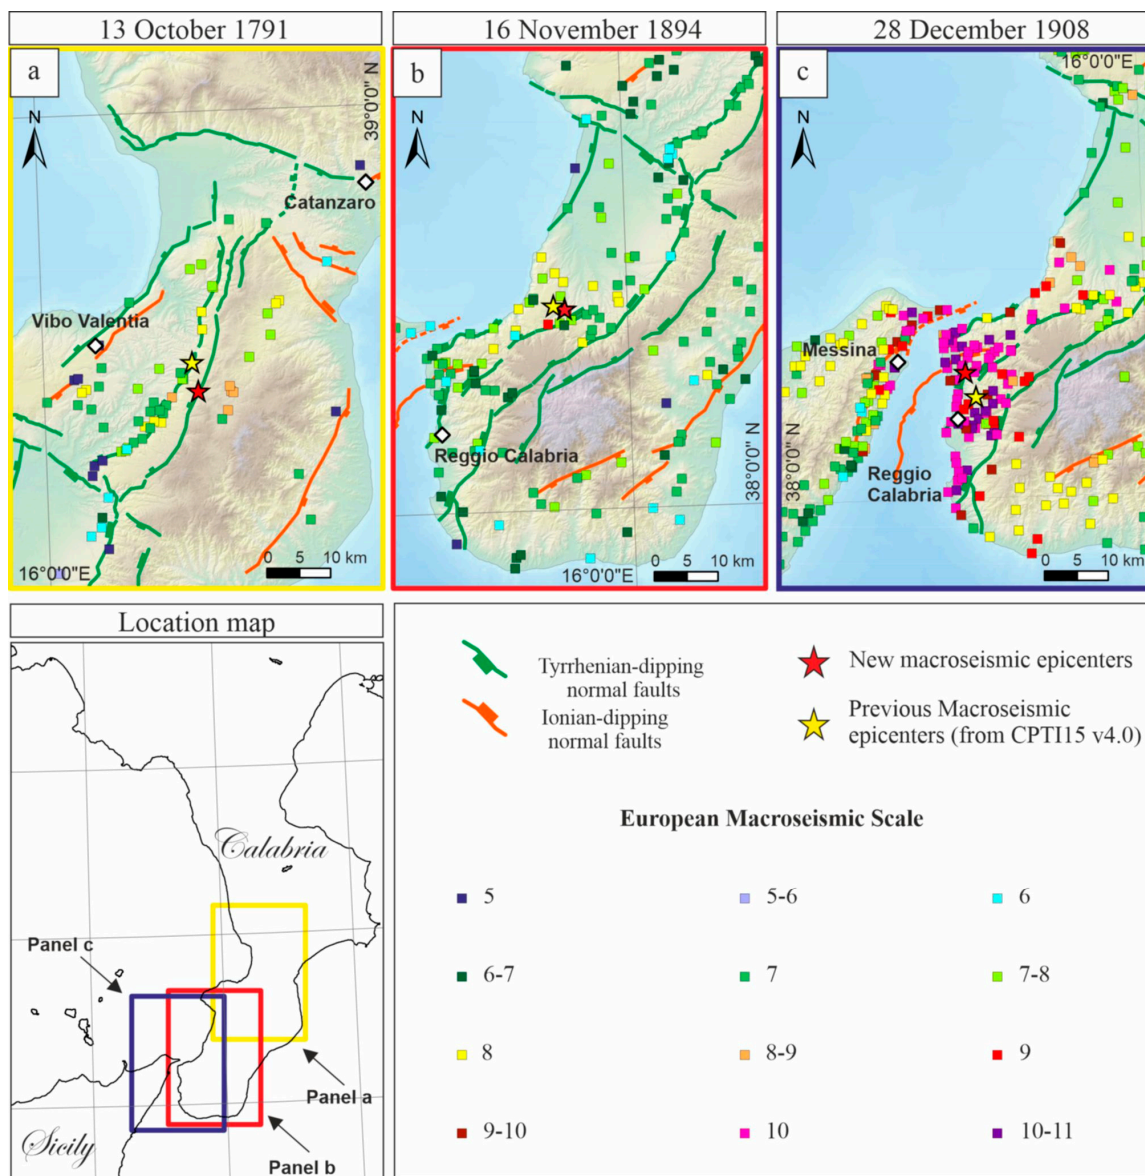 13 October 1791
16 November 1894
28 December 1908
a
N
39°0'0" N
Catanzaro
Vibo Valentia
16°0'0"E
0 5 10 km
b
N
Reggio Calabria
38°0'0" N
16°0'0"E
0 5 10 km
c
16°0'0"E
N
Messina
Reggio
Calabria
38°0'0" N
0 5 10 km
Location map
Calabria
Panel c
Panel a
Sicily
Panel b
Tyrrhenian-dipping
normal faults
Ionian-dipping
normal faults
New macroseismic epicenters
Previous Macroseismic
epicenters (from CPTI15 v4.0)
European Macroseismic Scale
5
5-6
6
6-7
7
7-8
8
8-9
9
9-10
10
10-11